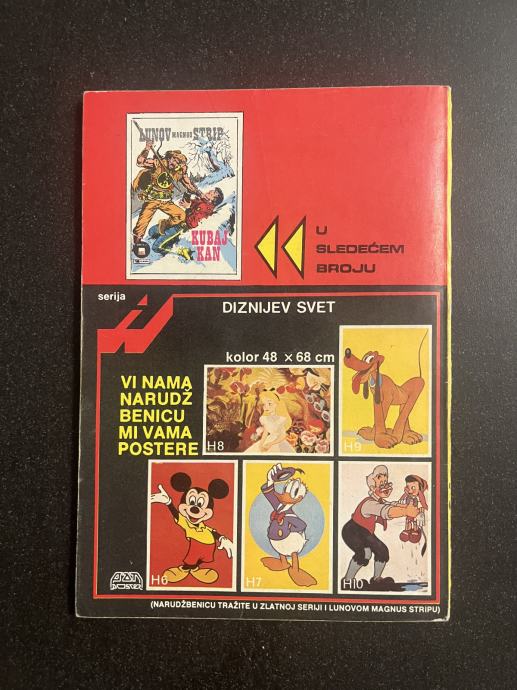 LUNOV MAGNUS STRIP
KUBAJ
KAN
U
SLEDEĆEM
BROJU
serija
DIZNIJEV SVET
kolor 48 × 68 cm
VI NAMA
NARUDŽ
BENICU
MI VAMA
POSTERE
H8
H9
H6
H7
H10
(NARUDŽBENICU TRAŽITE U ZLATNOJ SERIJI I LUNOVOM MAGNUS STRIPU)